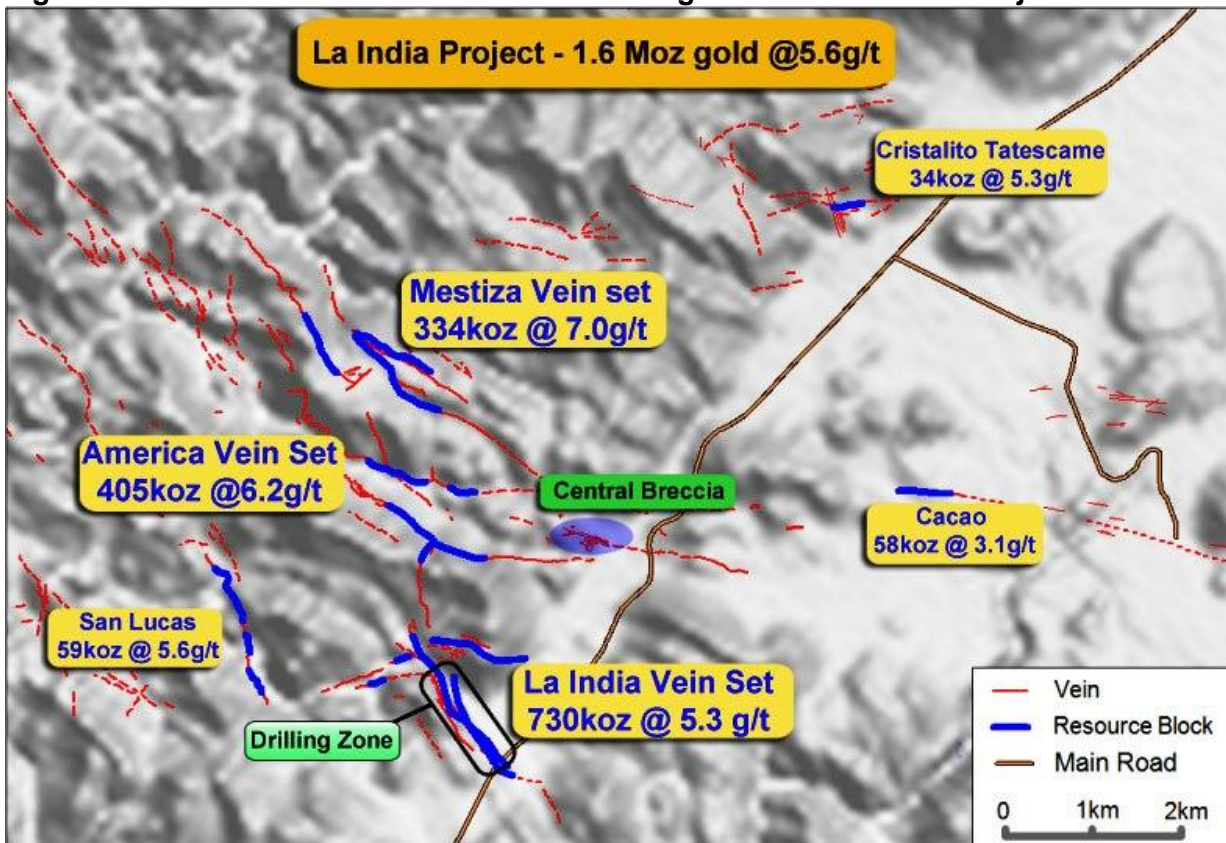 La India Project - 1.6 Moz gold @5.6g/t
Cristalito Tatescame
34koz @ 5.3g/t
Mestiza Vein set
334koz @ 7.0g/t
America Vein Set
405koz @6.2g/t
Central Breccia
Cacao
58koz @ 3.1g/t
San Lucas
59koz @ 5.6g/t
La India Vein Set
730koz @ 5.3 g/t
Drilling Zone
Vein
Resource Block
Main Road
0 1km 2km